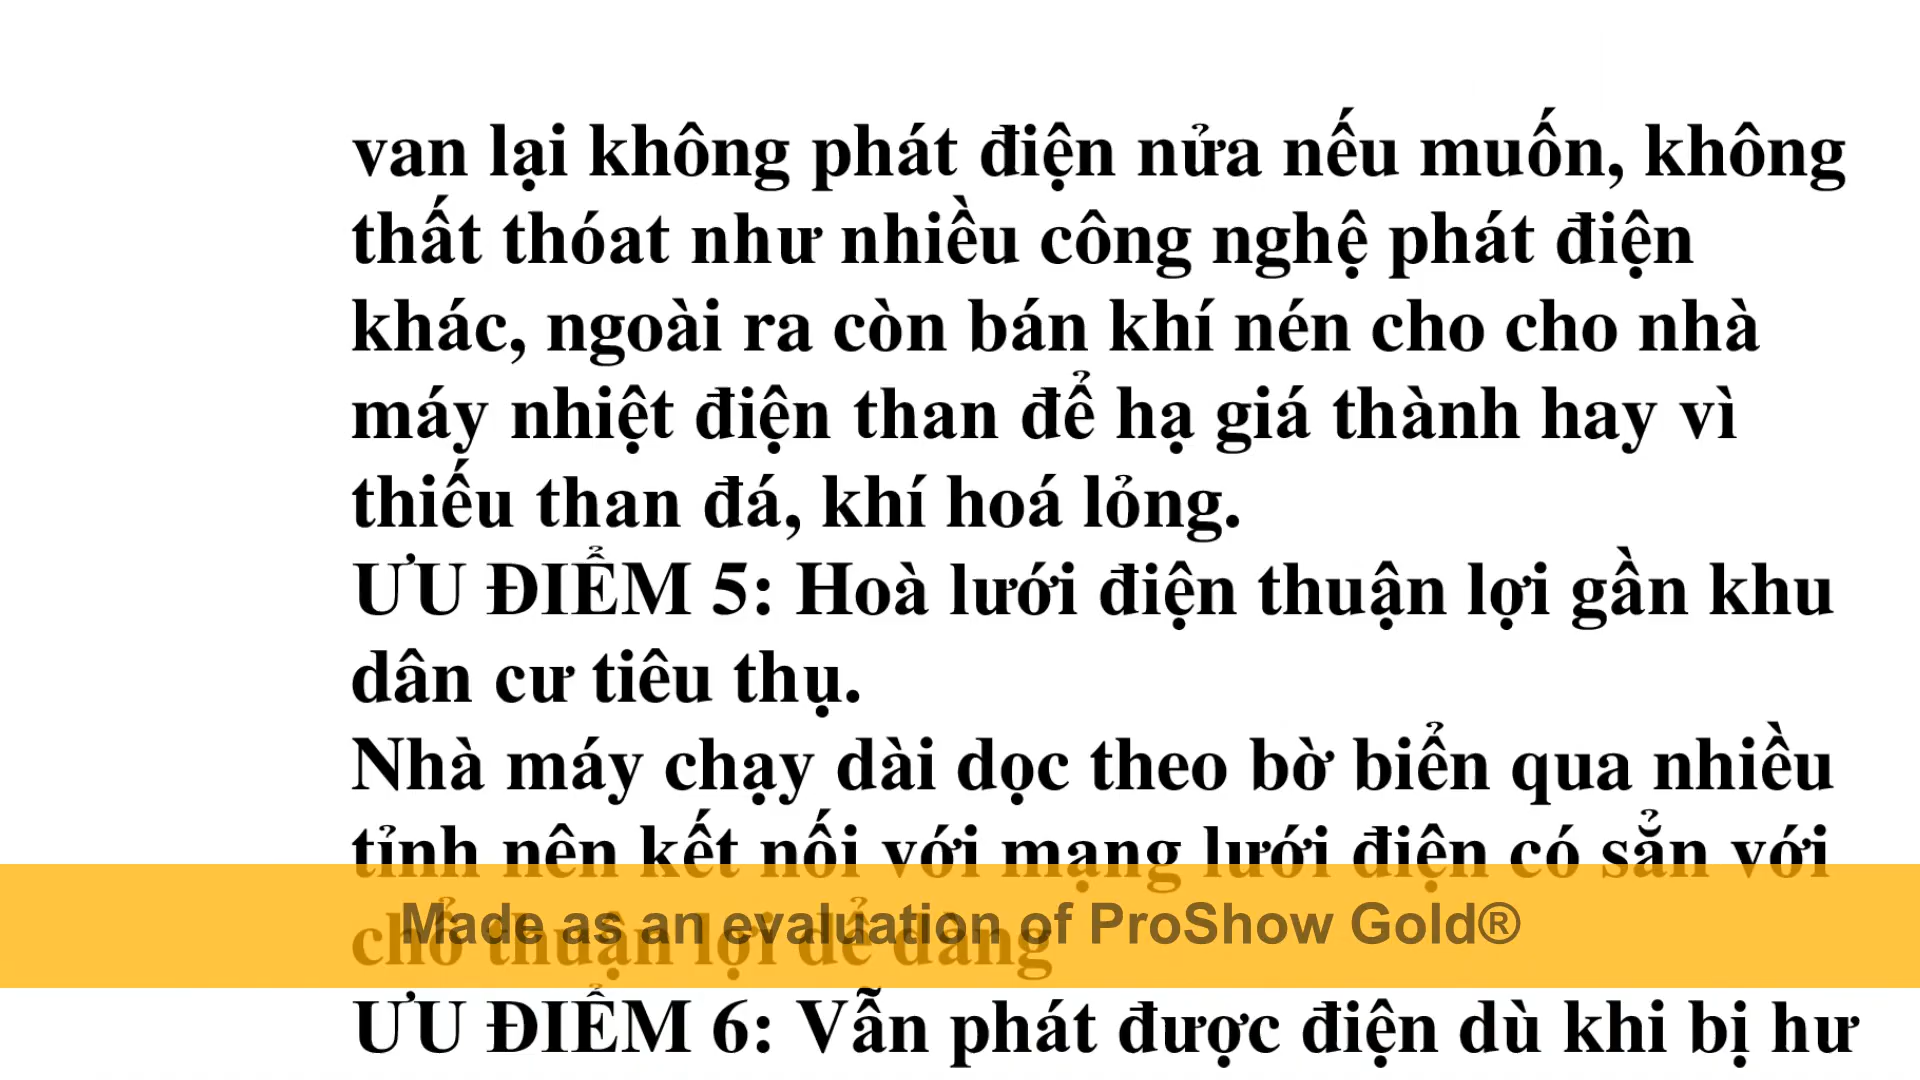 van lại không phát điện nửa nếu muốn, không
thất thóat như nhiều công nghệ phát điện
khác, ngoài ra còn bán khí nén cho cho nhà
máy nhiệt điện than để hạ giá thành hay vì
thiếu than đá, khí hoá lỏng.
ƯU ĐIỂM 5: Hoà lưới điện thuận lợi gần khu
dân cư tiêu thụ.
Nhà máy chạy dài dọc theo bờ biển qua nhiều
tỉnh nên kết nối với mạng lưới điện có sẳn với
chổ thuận lợi dể dàng
Made as an evaluation of ProShow Gold®
ƯU ĐIỂM 6: Vẫn phát được điện dù khi bị hư